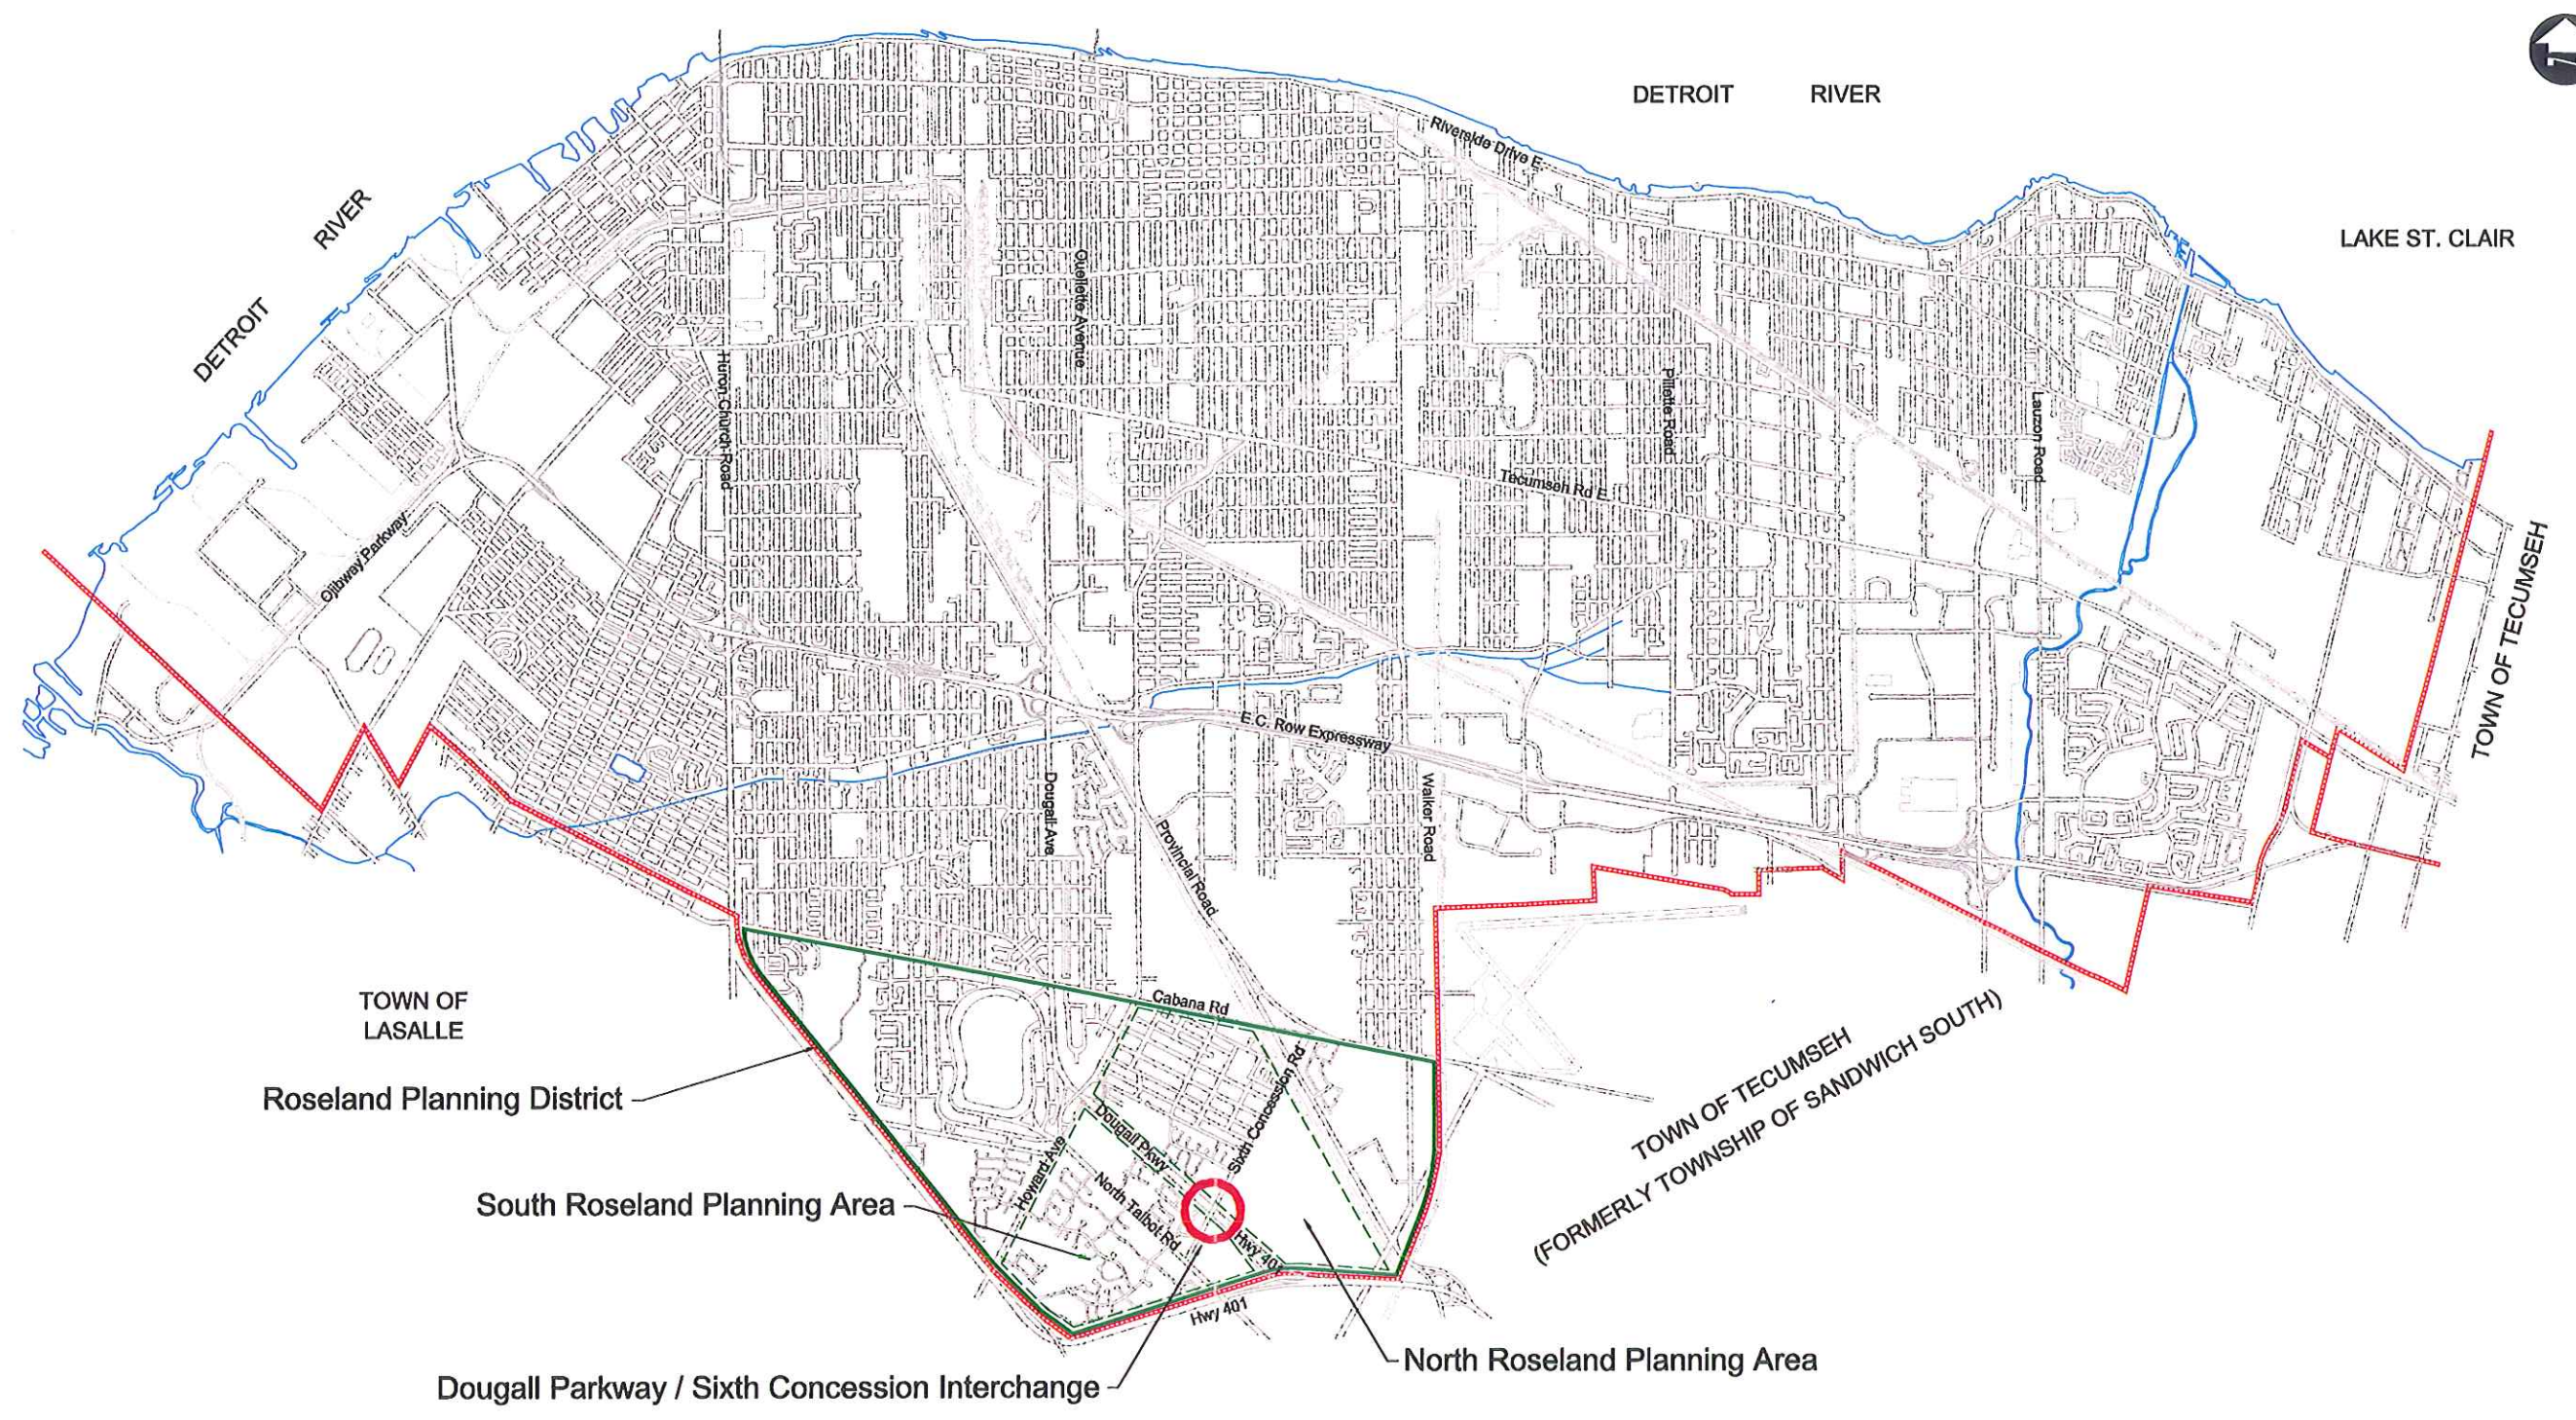 DETROIT RIVER
Riverside Drive E.
DETROIT RIVER
LAKE ST. CLAIR
Ouellette Avenue
Huron Church Road
Pillette Road
Lauzon Road
Tecumseh Rd E.
Ojibway Parkway
TOWN OF TECUMSEH
E.C. Row Expressway
Dougall Ave
Walker Road
Provincial Road
TOWN OF
LASALLE
Cabana Rd
Roseland Planning District
Sixth Concession Rd
TOWN OF TECUMSEH
(FORMERLY TOWNSHIP OF SANDWICH SOUTH)
Dougall Pkwy
Howard Ave
South Roseland Planning Area
North Talbot Rd
Hwy 401
Hwy 401
North Roseland Planning Area
Dougall Parkway / Sixth Concession Interchange